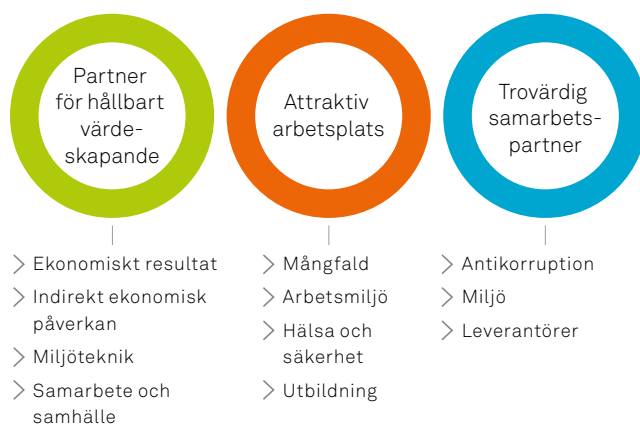 Partner
för hållbart
värde-
skapande
Attraktiv
arbetsplats
Trovärdig
samarbets-
partner
Ekonomiskt resultat
Indirekt ekonomisk
påverkan
Miljöteknik
Samarbete och
samhälle
Mångfald
Arbetsmiljö
Hälsa och
säkerhet
Utbildning
Antikorruption
Miljö
Leverantörer